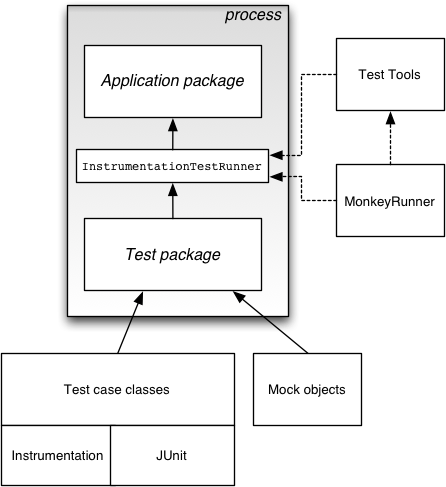 process
Application package
Test Tools
InstrumentationTestRunner
MonkeyRunner
Test package
Test case classes
Mock objects
Instrumentation
JUnit